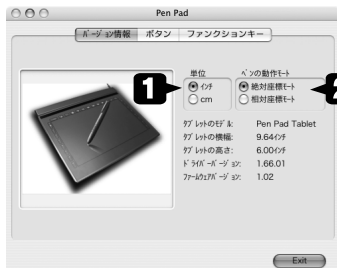 Pen Pad
バージョン情報 ボタン ファンクションキー
単位
インチ
cm
1
ペンの動作モード
絶対座標モード
相対座標モード
2
タブレットのモデル: Pen Pad Tablet
タブレットの横幅: 9.64インチ
タブレットの高さ: 6.00インチ
ドライバーバージョン: 1.66.01
ファームウェアバージョン: 1.02
Exit